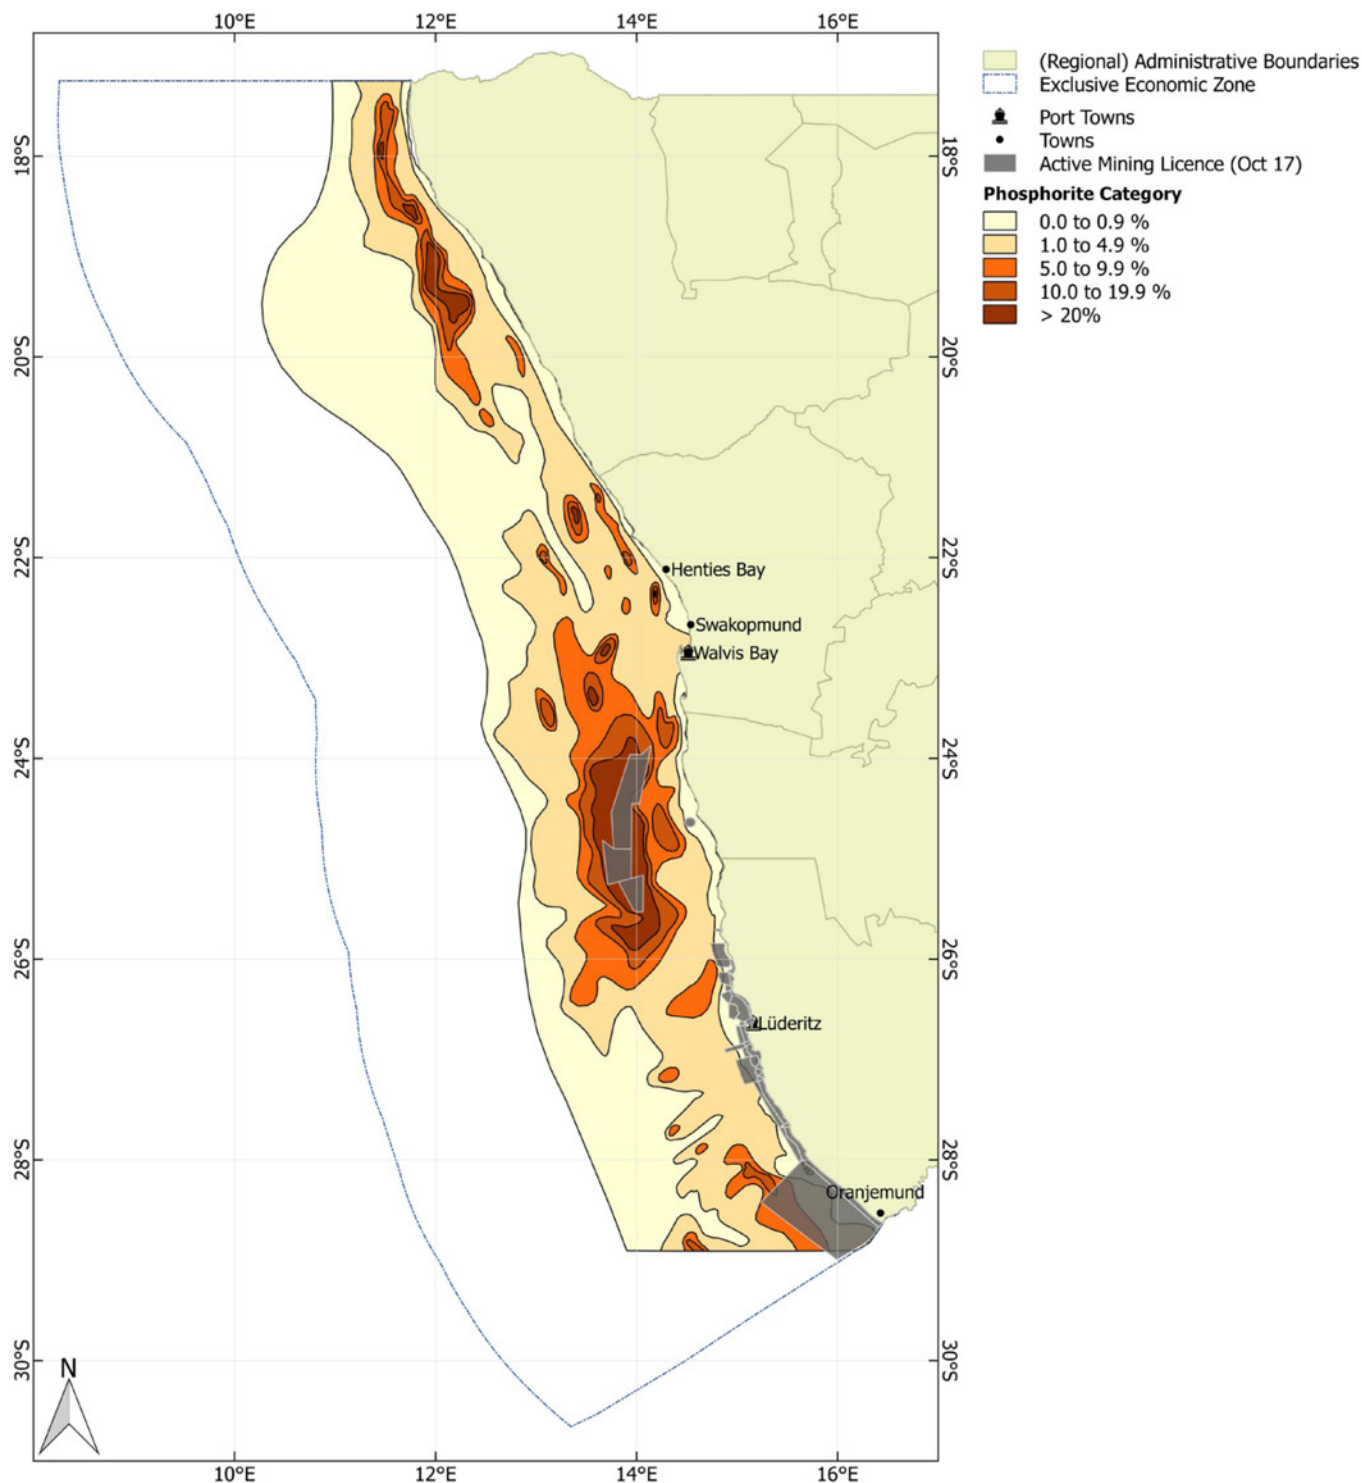 10°E 12°E 14°E 16°E
(Regional) Administrative Boundaries
Exclusive Economic Zone
Port Towns
Towns
Active Mining Licence (Oct 17)
Phosphorite Category
0.0 to 0.9 %
1.0 to 4.9 %
5.0 to 9.9 %
10.0 to 19.9 %
> 20%
18°S 18°S
20°S 20°S
22°S 22°S
Henties Bay
Swakopmund
Walvis Bay
24°S 24°S
26°S 26°S
Lüderitz
28°S 28°S
Oranjemund
30°S 30°S
N
10°E 12°E 14°E 16°E